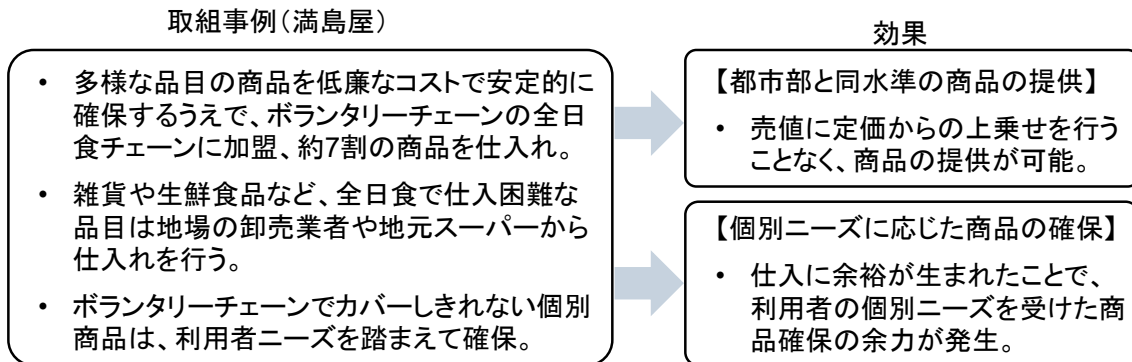 取組事例（満島屋）
• 多様な品目の商品を低廉なコストで安定的に
確保するうえで、ボランタリーチェーンの全日
食チェーンに加盟、約7割の商品を仕入れ。
• 雑貨や生鮮食品など、全日食で仕入困難な
品目は地場の卸売業者や地元スーパーから
仕入れを行う。
• ボランタリーチェーンでカバーしきれない個別
商品は、利用者ニーズを踏まえて確保。
効果
【都市部と同水準の商品の提供】
• 売値に定価からの上乗せを行う
ことなく、商品の提供が可能。
【個別ニーズに応じた商品の確保】
• 仕入に余裕が生まれたことで、
利用者の個別ニーズを受けた商
品確保の余力が発生。